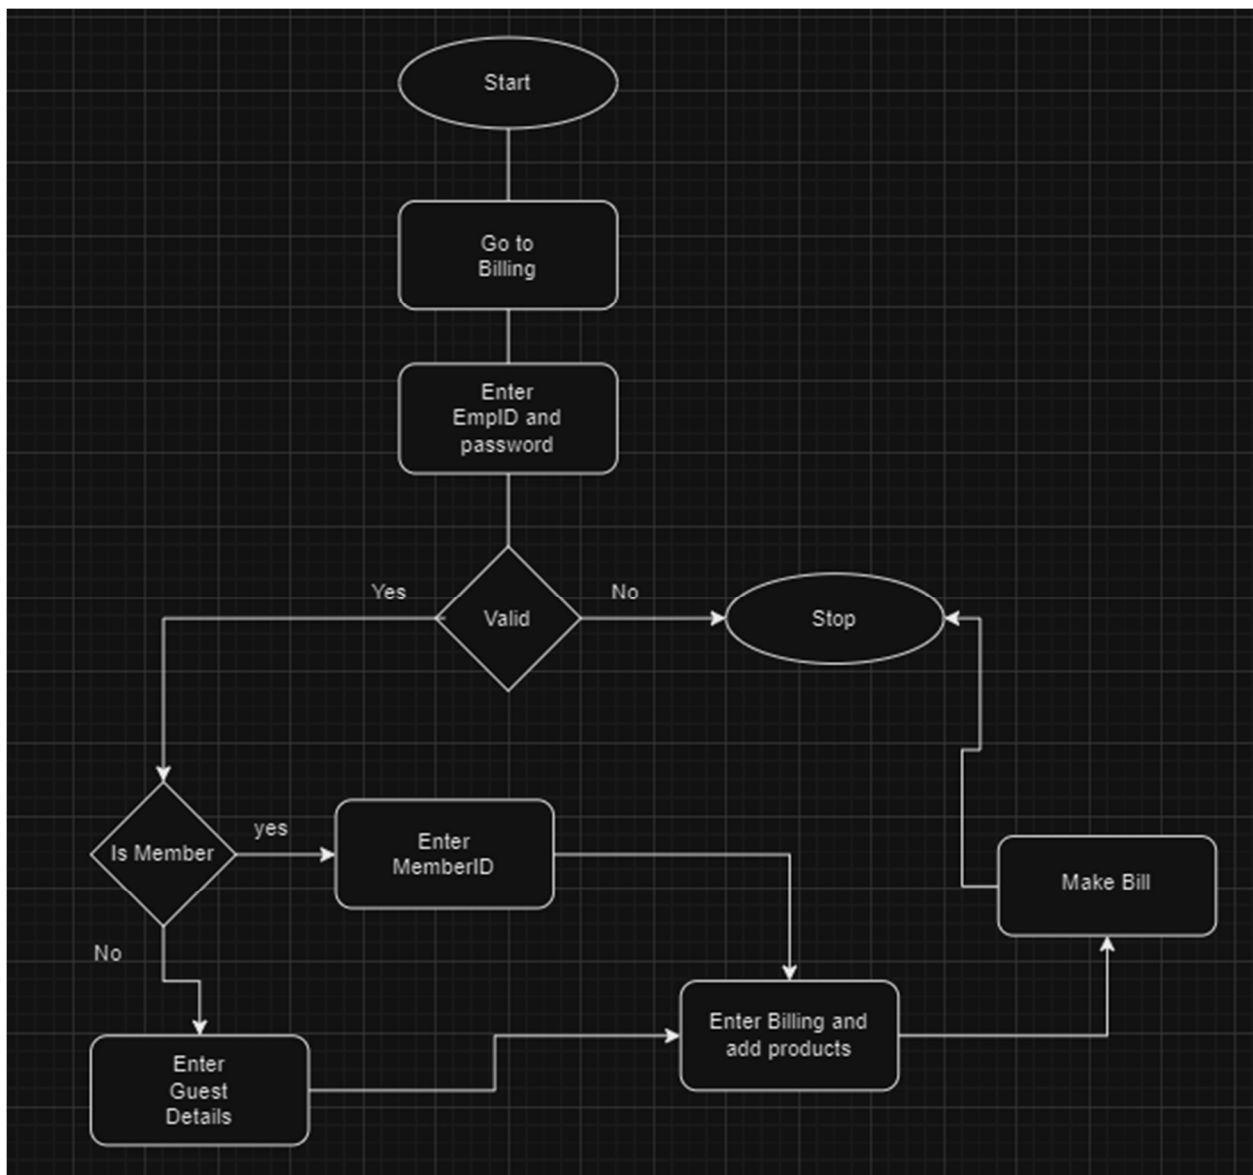 Start
Go to
Billing
Enter
EmpID and
password
Yes
Valid
No
Stop
Is Member
yes
Enter
MemberID
Make Bill
No
Enter Billing and
add products
Enter
Guest
Details